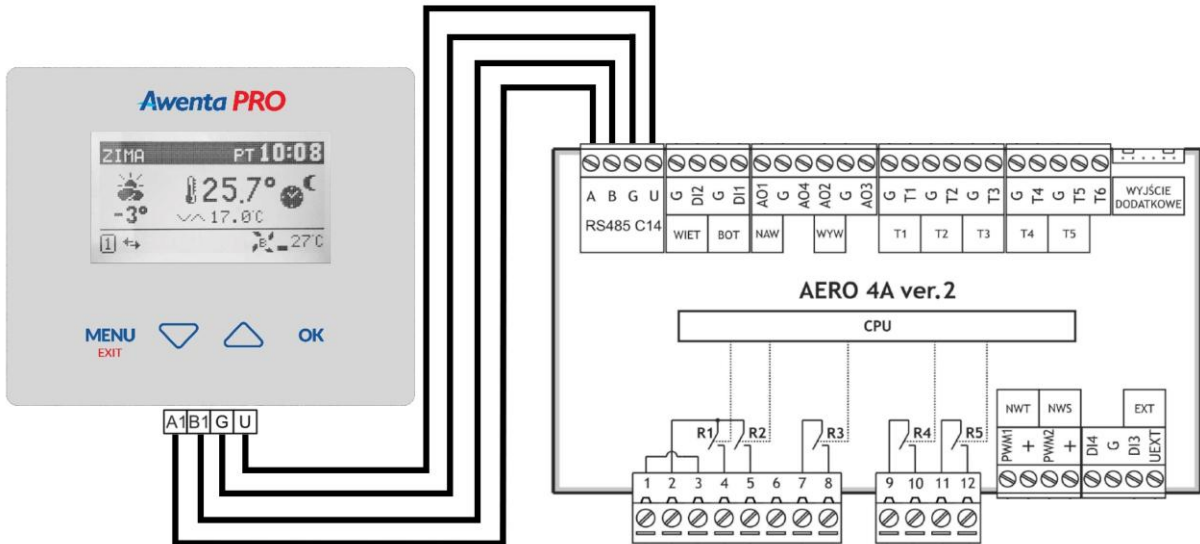 Awenta PRO
ZIMA PT 10:08
25.7°
-3° 17.0°C
1 B 27°C
MENU OK
EXIT
A1 B1 G U
A B G U G DI2 G DI1 AO1 G AO4 AO2 G AO3 G T1 G T2 G T3 G T4 G T5 T6 WYJŚCIE
DODATKOWE
RS485 C14 WIET BOT NAW WYW T1 T2 T3 T4 T5
AERO 4A ver.2
CPU
NWT NWS EXT
R1 R2 R3 R4 R5
PWM1 + PWM2 + DI4 G DI3 UEXT
1 2 3 4 5 6 7 8 9 10 11 12